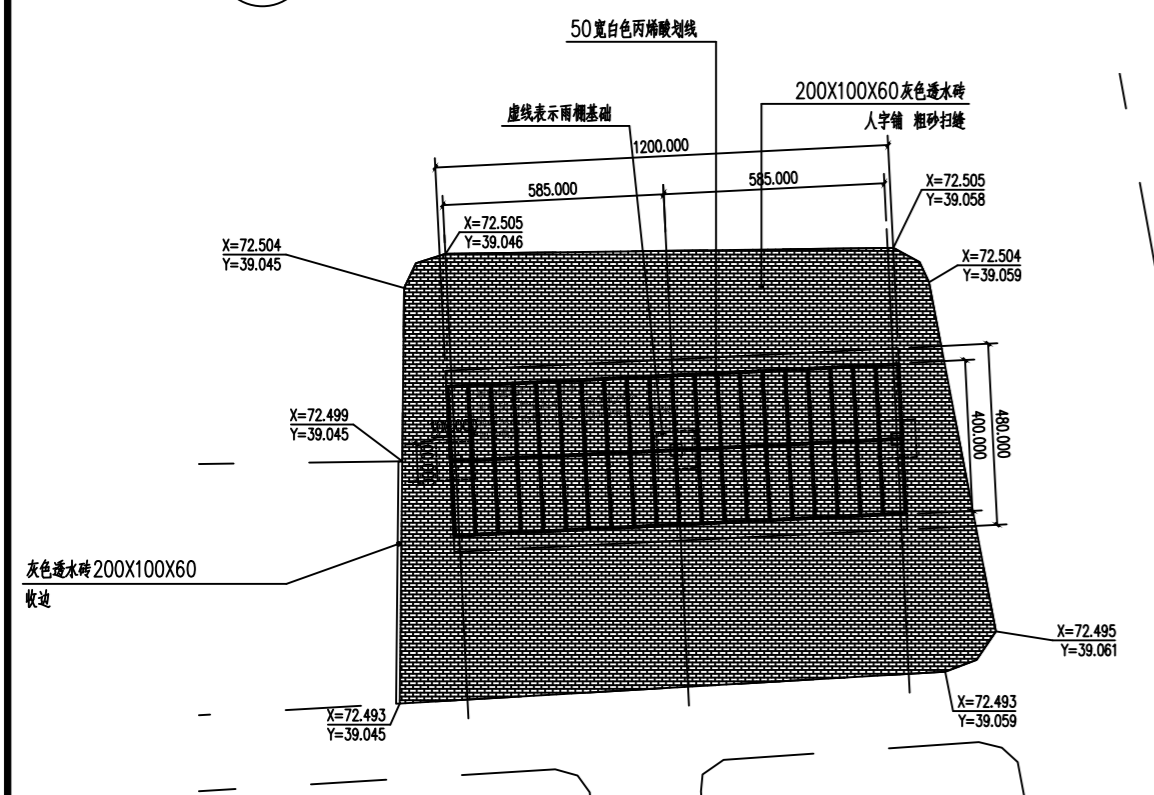 50宽白色丙烯酸划线
200X100X60灰色透水砖
人字铺 粗砂扫缝
虚线表示雨棚基础
1200.000
585.000
585.000
X=72.505
Y=39.058
X=72.505
Y=39.046
X=72.504
Y=39.045
X=72.504
Y=39.059
X=72.499
Y=39.045
400.000
480.000
灰色透水砖200X100X60
收边
X=72.495
Y=39.061
X=72.493
Y=39.045
X=72.493
Y=39.059